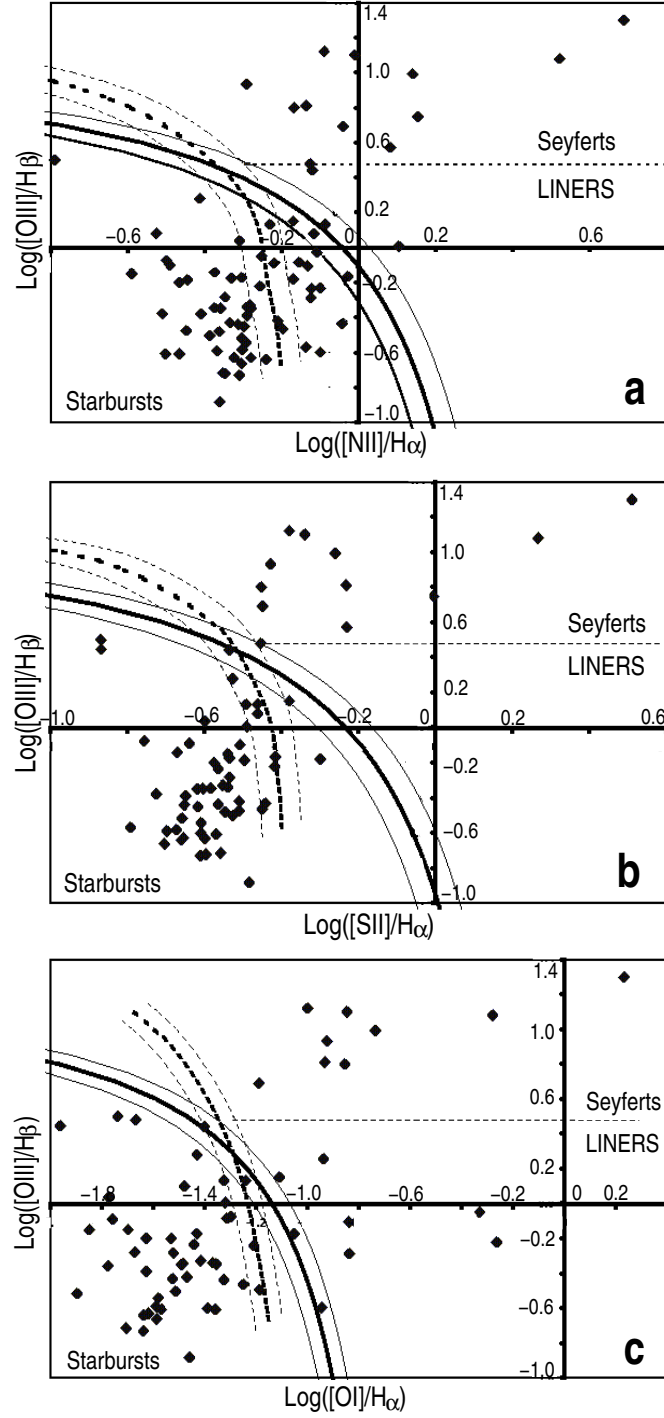 1.4
1.0
0.6
Seyferts
LINERS
0.2
−0.6 −0.2 0 0.2 0.6
−0.2
−0.6
−1.0
Log([OIII]/Hβ)
Starbursts
a
Log([NII]/Hα)
1.4
1.0
0.6
Seyferts
LINERS
0.2
−1.0 −0.6 −0.2 0 0.2 0.6
−0.2
−0.6
−1.0
Log([OIII]/Hβ)
Starbursts
b
Log([SII]/Hα)
1.4
1.0
0.6
Seyferts
LINERS
0.2
−1.8 −1.4 −1.0 −0.6 −0.2 0 0.2
−0.2
−0.6
−1.0
Log([OIII]/Hβ)
Starbursts
c
Log([OI]/Hα)